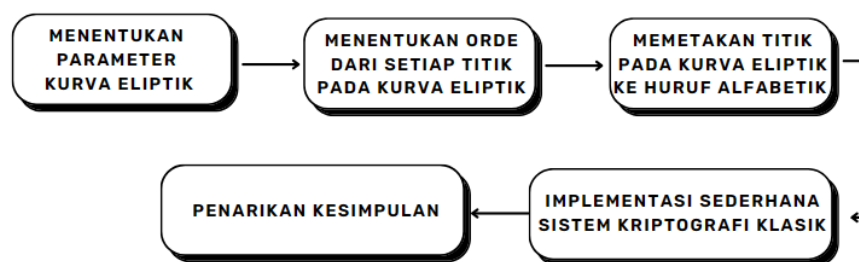 MENENTUKAN
PARAMETER
KURVA ELIPTIK
MENENTUKAN ORDE
DARI SETIAP TITIK
PADA KURVA ELIPTIK
MEMETAKAN TITIK
PADA KURVA ELIPTIK
KE HURUF ALFABETIK
IMPLEMENTASI SEDERHANA
SISTEM KRIPTOGRAFI KLASIK
PENARIKAN KESIMPULAN